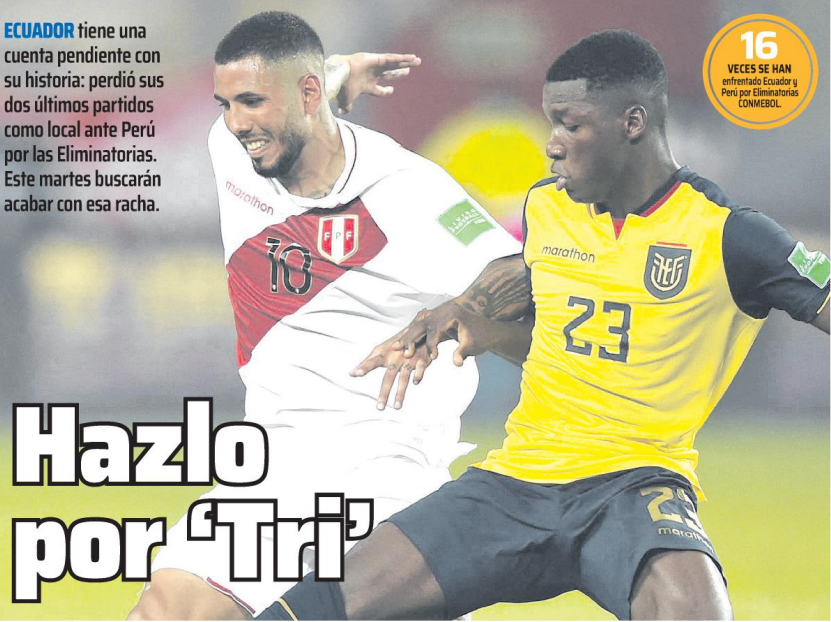 ECUADOR tiene una
cuenta pendiente con
su historia: perdió sus
dos últimos partidos
como local ante Perú
por las Eliminatorias.
Este martes buscarán
acabar con esa racha.
16
VECES SE HAN
enfrentado Ecuador y
Perú por Eliminatorias
CONMEBOL.
marathon
FPF
10
marathon
FEF
23
Hazlo
por ‘Tri’
23
marathon